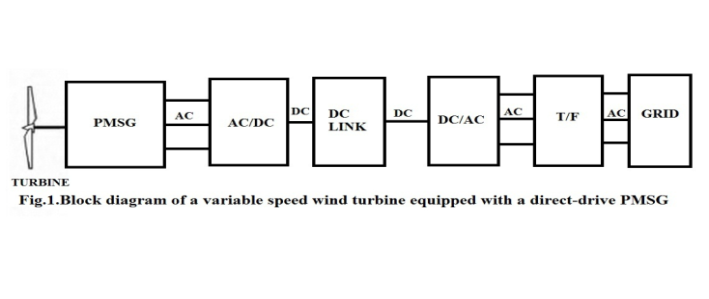 PMSG
AC
AC/DC
DC
DC
LINK
DC
DC/AC
AC
T/F
AC
GRID
TURBINE
Fig.1.Block diagram of a variable speed wind turbine equipped with a direct-drive PMSG